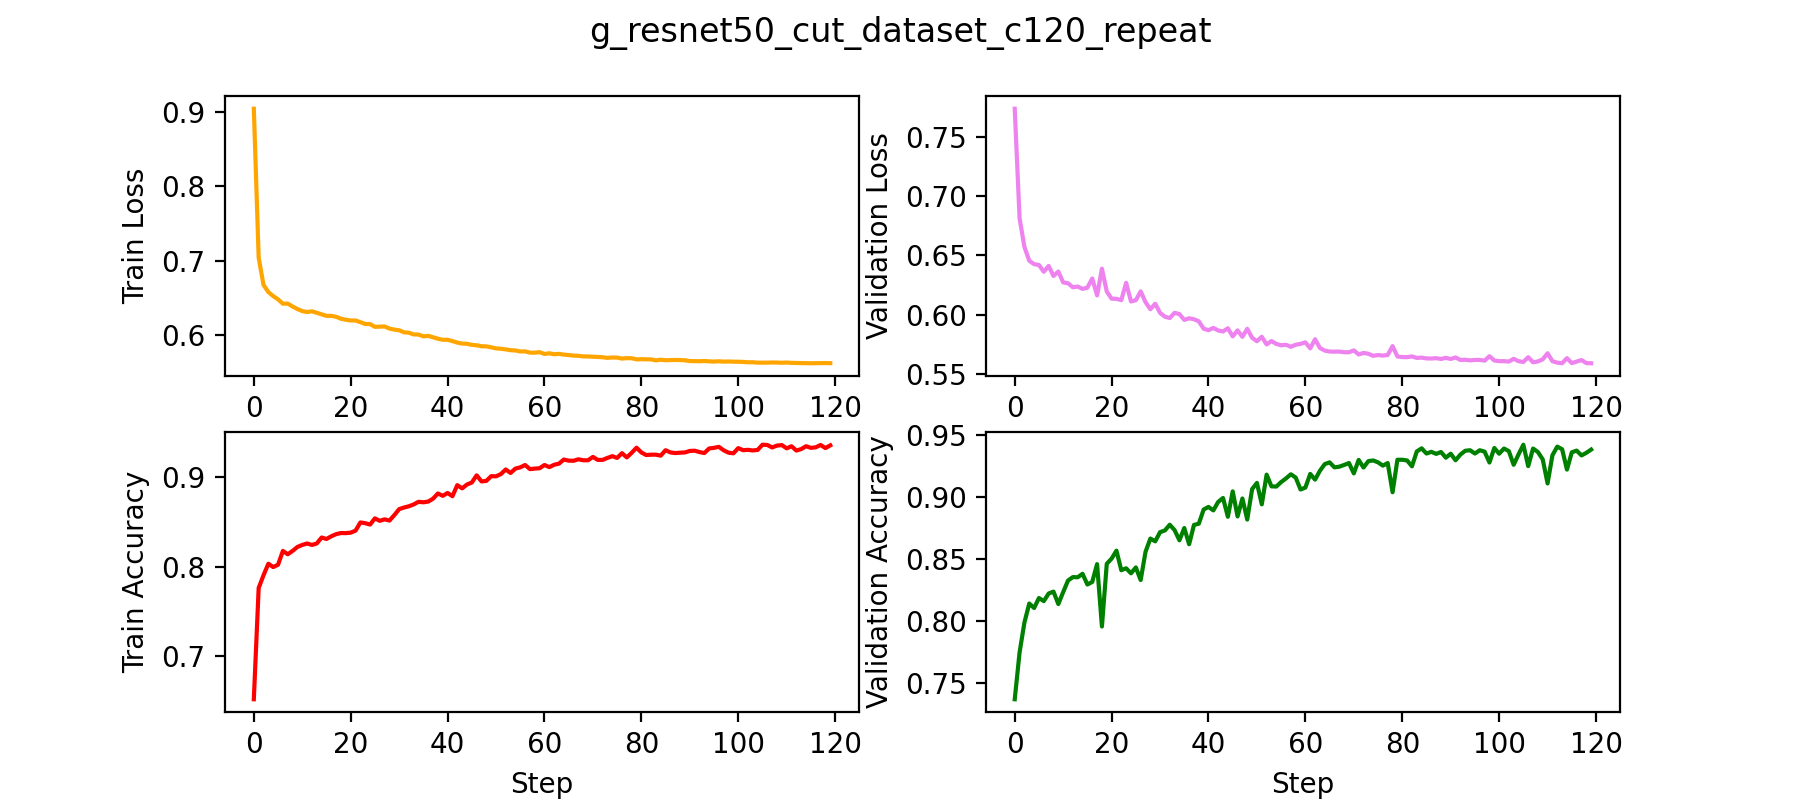 g_resnet50_cut_dataset_c120_repeat
Train Loss
0.9
0.8
0.7
0.6
0 20 40 60 80 100 120
Validation Loss
0.75
0.70
0.65
0.60
0.55
0 20 40 60 80 100 120
Train Accuracy
0.9
0.8
0.7
0 20 40 60 80 100 120
Step
Validation Accuracy
0.95
0.90
0.85
0.80
0.75
0 20 40 60 80 100 120
Step